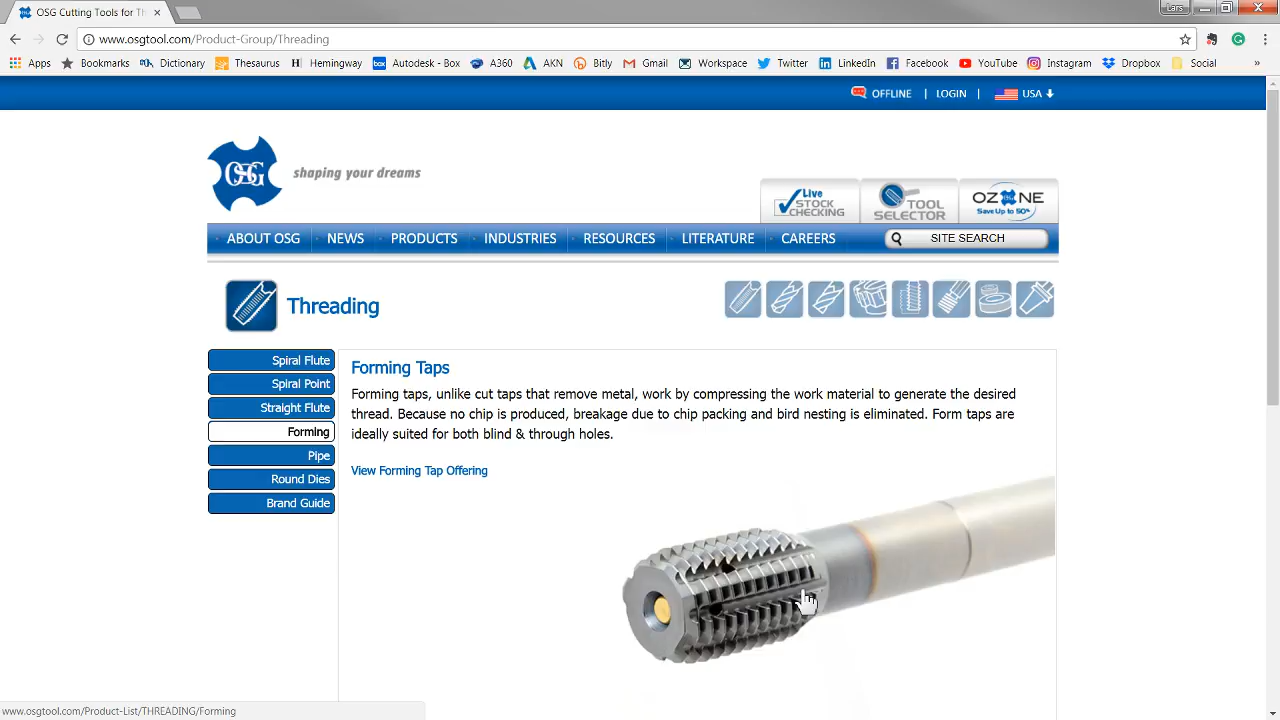 OSG Cutting Tools for Th
Lars
www.osgtool.com/Product-Group/Threading
Apps Bookmarks Dictionary Thesaurus Hemingway Autodesk - Box A360 AKN Bitly Gmail Workspace Twitter LinkedIn Facebook YouTube Instagram Dropbox Social »
OFFLINE | LOGIN | USA
OSG shaping your dreams
Live STOCK CHECKING
TOOL SELECTOR
OZONE Save Up to 50%
ABOUT OSG NEWS PRODUCTS INDUSTRIES RESOURCES LITERATURE CAREERS SITE SEARCH
Threading
Spiral Flute
Spiral Point
Straight Flute
Forming
Pipe
Round Dies
Brand Guide
Forming Taps
Forming taps, unlike cut taps that remove metal, work by compressing the work material to generate the desired
thread. Because no chip is produced, breakage due to chip packing and bird nesting is eliminated. Form taps are
ideally suited for both blind & through holes.
View Forming Tap Offering
www.osgtool.com/Product-List/THREADING/Forming